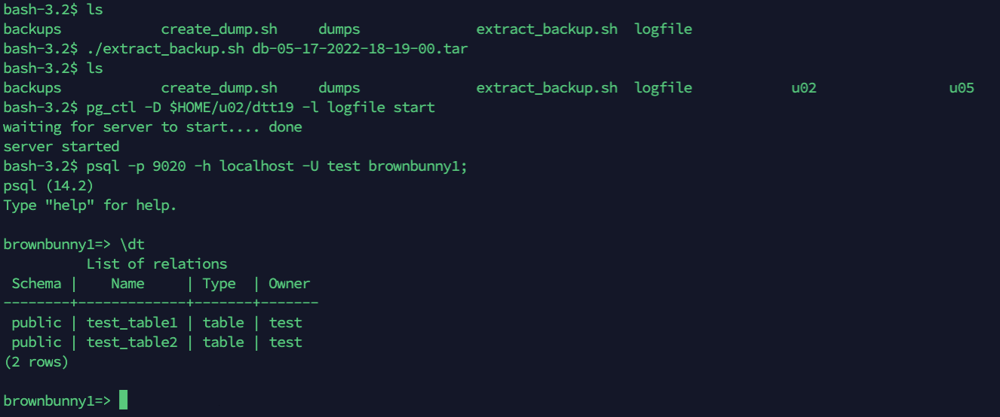 bash-3.2$ ls
backups            create_dump.sh     dumps              extract_backup.sh  logfile
bash-3.2$ ./extract_backup.sh db-05-17-2022-18-19-00.tar
bash-3.2$ ls
backups            create_dump.sh     dumps              extract_backup.sh  logfile            u02                u05
bash-3.2$ pg_ctl -D $HOME/u02/dtt19 -l logfile start
waiting for server to start.... done
server started
bash-3.2$ psql -p 9020 -h localhost -U test brownbunny1;
psql (14.2)
Type "help" for help.

brownbunny1=> \dt
          List of relations
 Schema |    Name     | Type  | Owner
--------+-------------+-------+-------
 public | test_table1 | table | test
 public | test_table2 | table | test
(2 rows)

brownbunny1=>